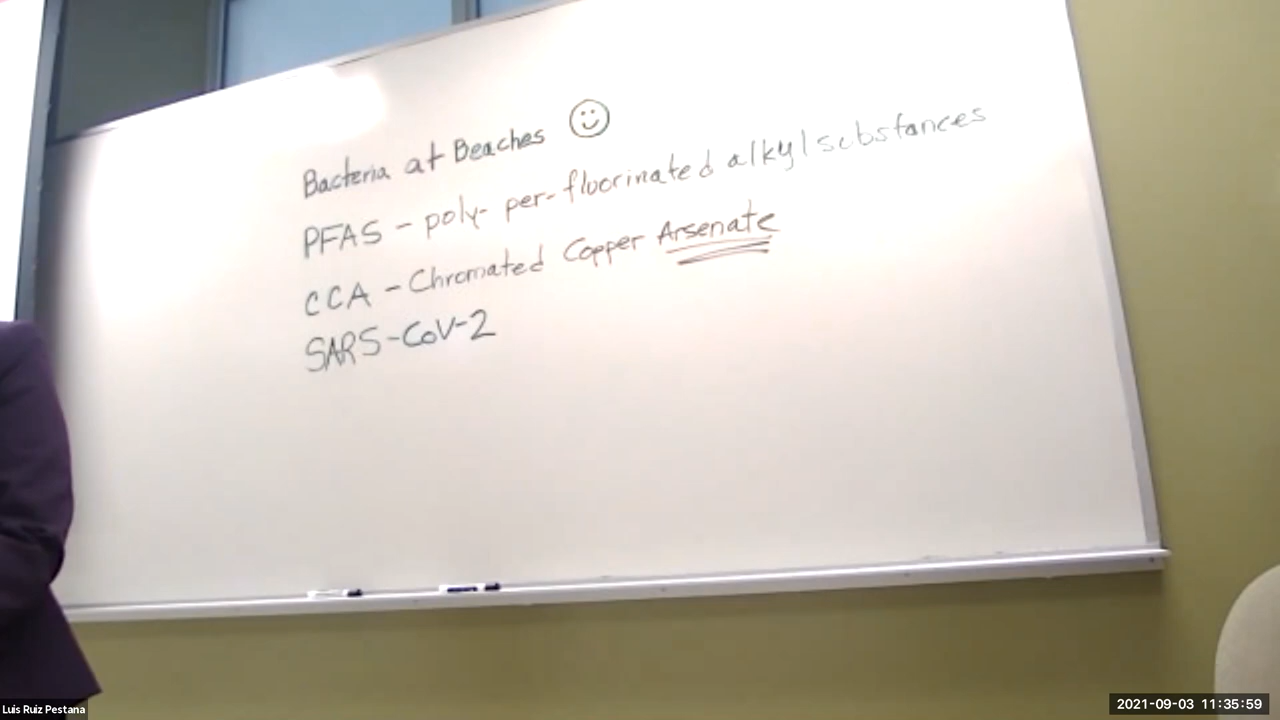 Bacteria at Beaches ☺
PFAS - poly- per-fluorinated alkyl substances
CCA - Chromated Copper Arsenate
SARS-CoV-2
Luis Ruiz Pestana
2021-09-03 11:35:59